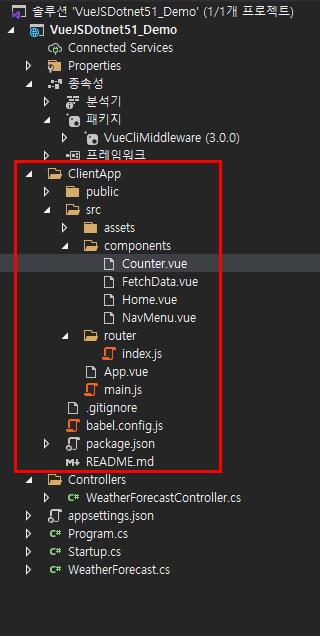 솔루션 'VueJSDotnet51_Demo' (1/1개 프로젝트)
VueJSDotnet51_Demo
Connected Services
Properties
종속성
분석기
패키지
VueCliMiddleware (3.0.0)
프레임워크
ClientApp
public
src
assets
components
Counter.vue
FetchData.vue
Home.vue
NavMenu.vue
router
index.js
App.vue
main.js
.gitignore
babel.config.js
package.json
README.md
Controllers
C# WeatherForecastController.cs
appsettings.json
C# Program.cs
C# Startup.cs
C# WeatherForecast.cs